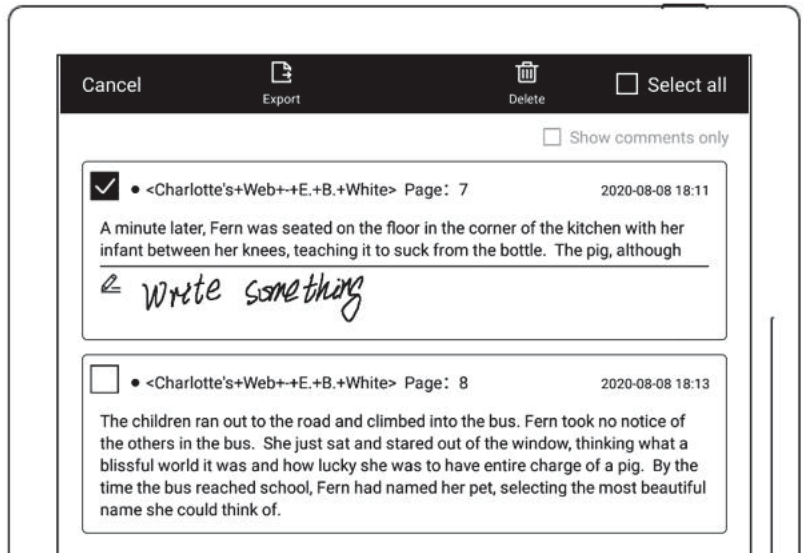 Cancel Export Delete Select all
Show comments only
● <Charlotte's+Web+-+E.+B.+White> Page: 7 2020-08-08 18:11
A minute later, Fern was seated on the floor in the corner of the kitchen with her
infant between her knees, teaching it to suck from the bottle. The pig, although
Write something
● <Charlotte's+Web+-+E.+B.+White> Page: 8 2020-08-08 18:13
The children ran out to the road and climbed into the bus. Fern took no notice of
the others in the bus. She just sat and stared out of the window, thinking what a
blissful world it was and how lucky she was to have entire charge of a pig. By the
time the bus reached school, Fern had named her pet, selecting the most beautiful
name she could think of.